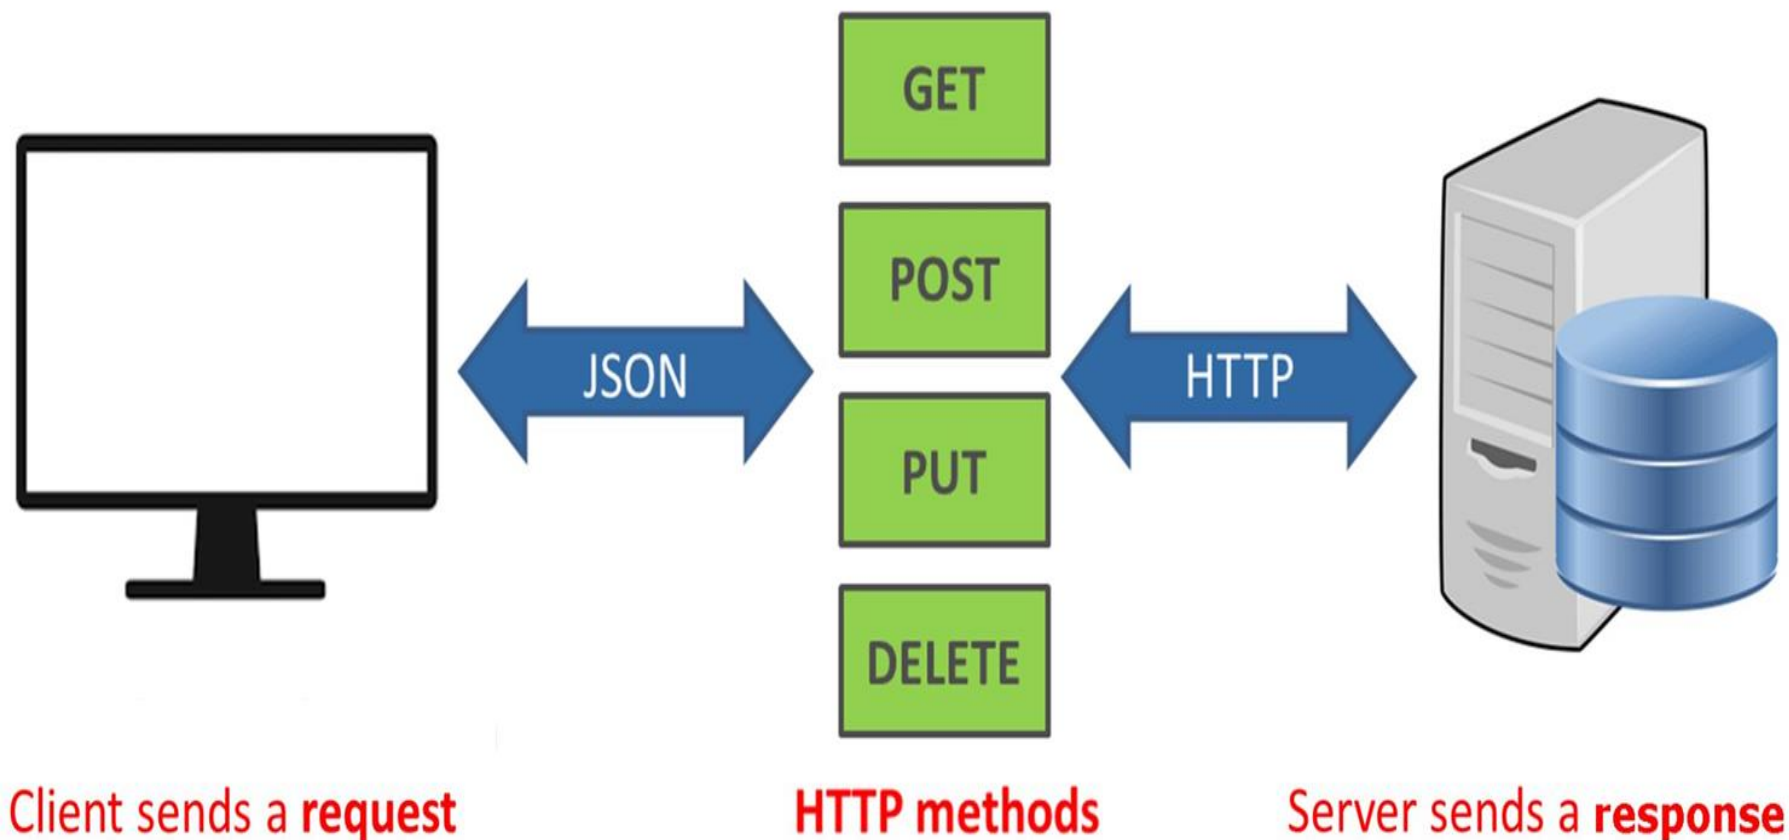 GET
POST
JSON
HTTP
PUT
DELETE
Client sends a request
HTTP methods
Server sends a response